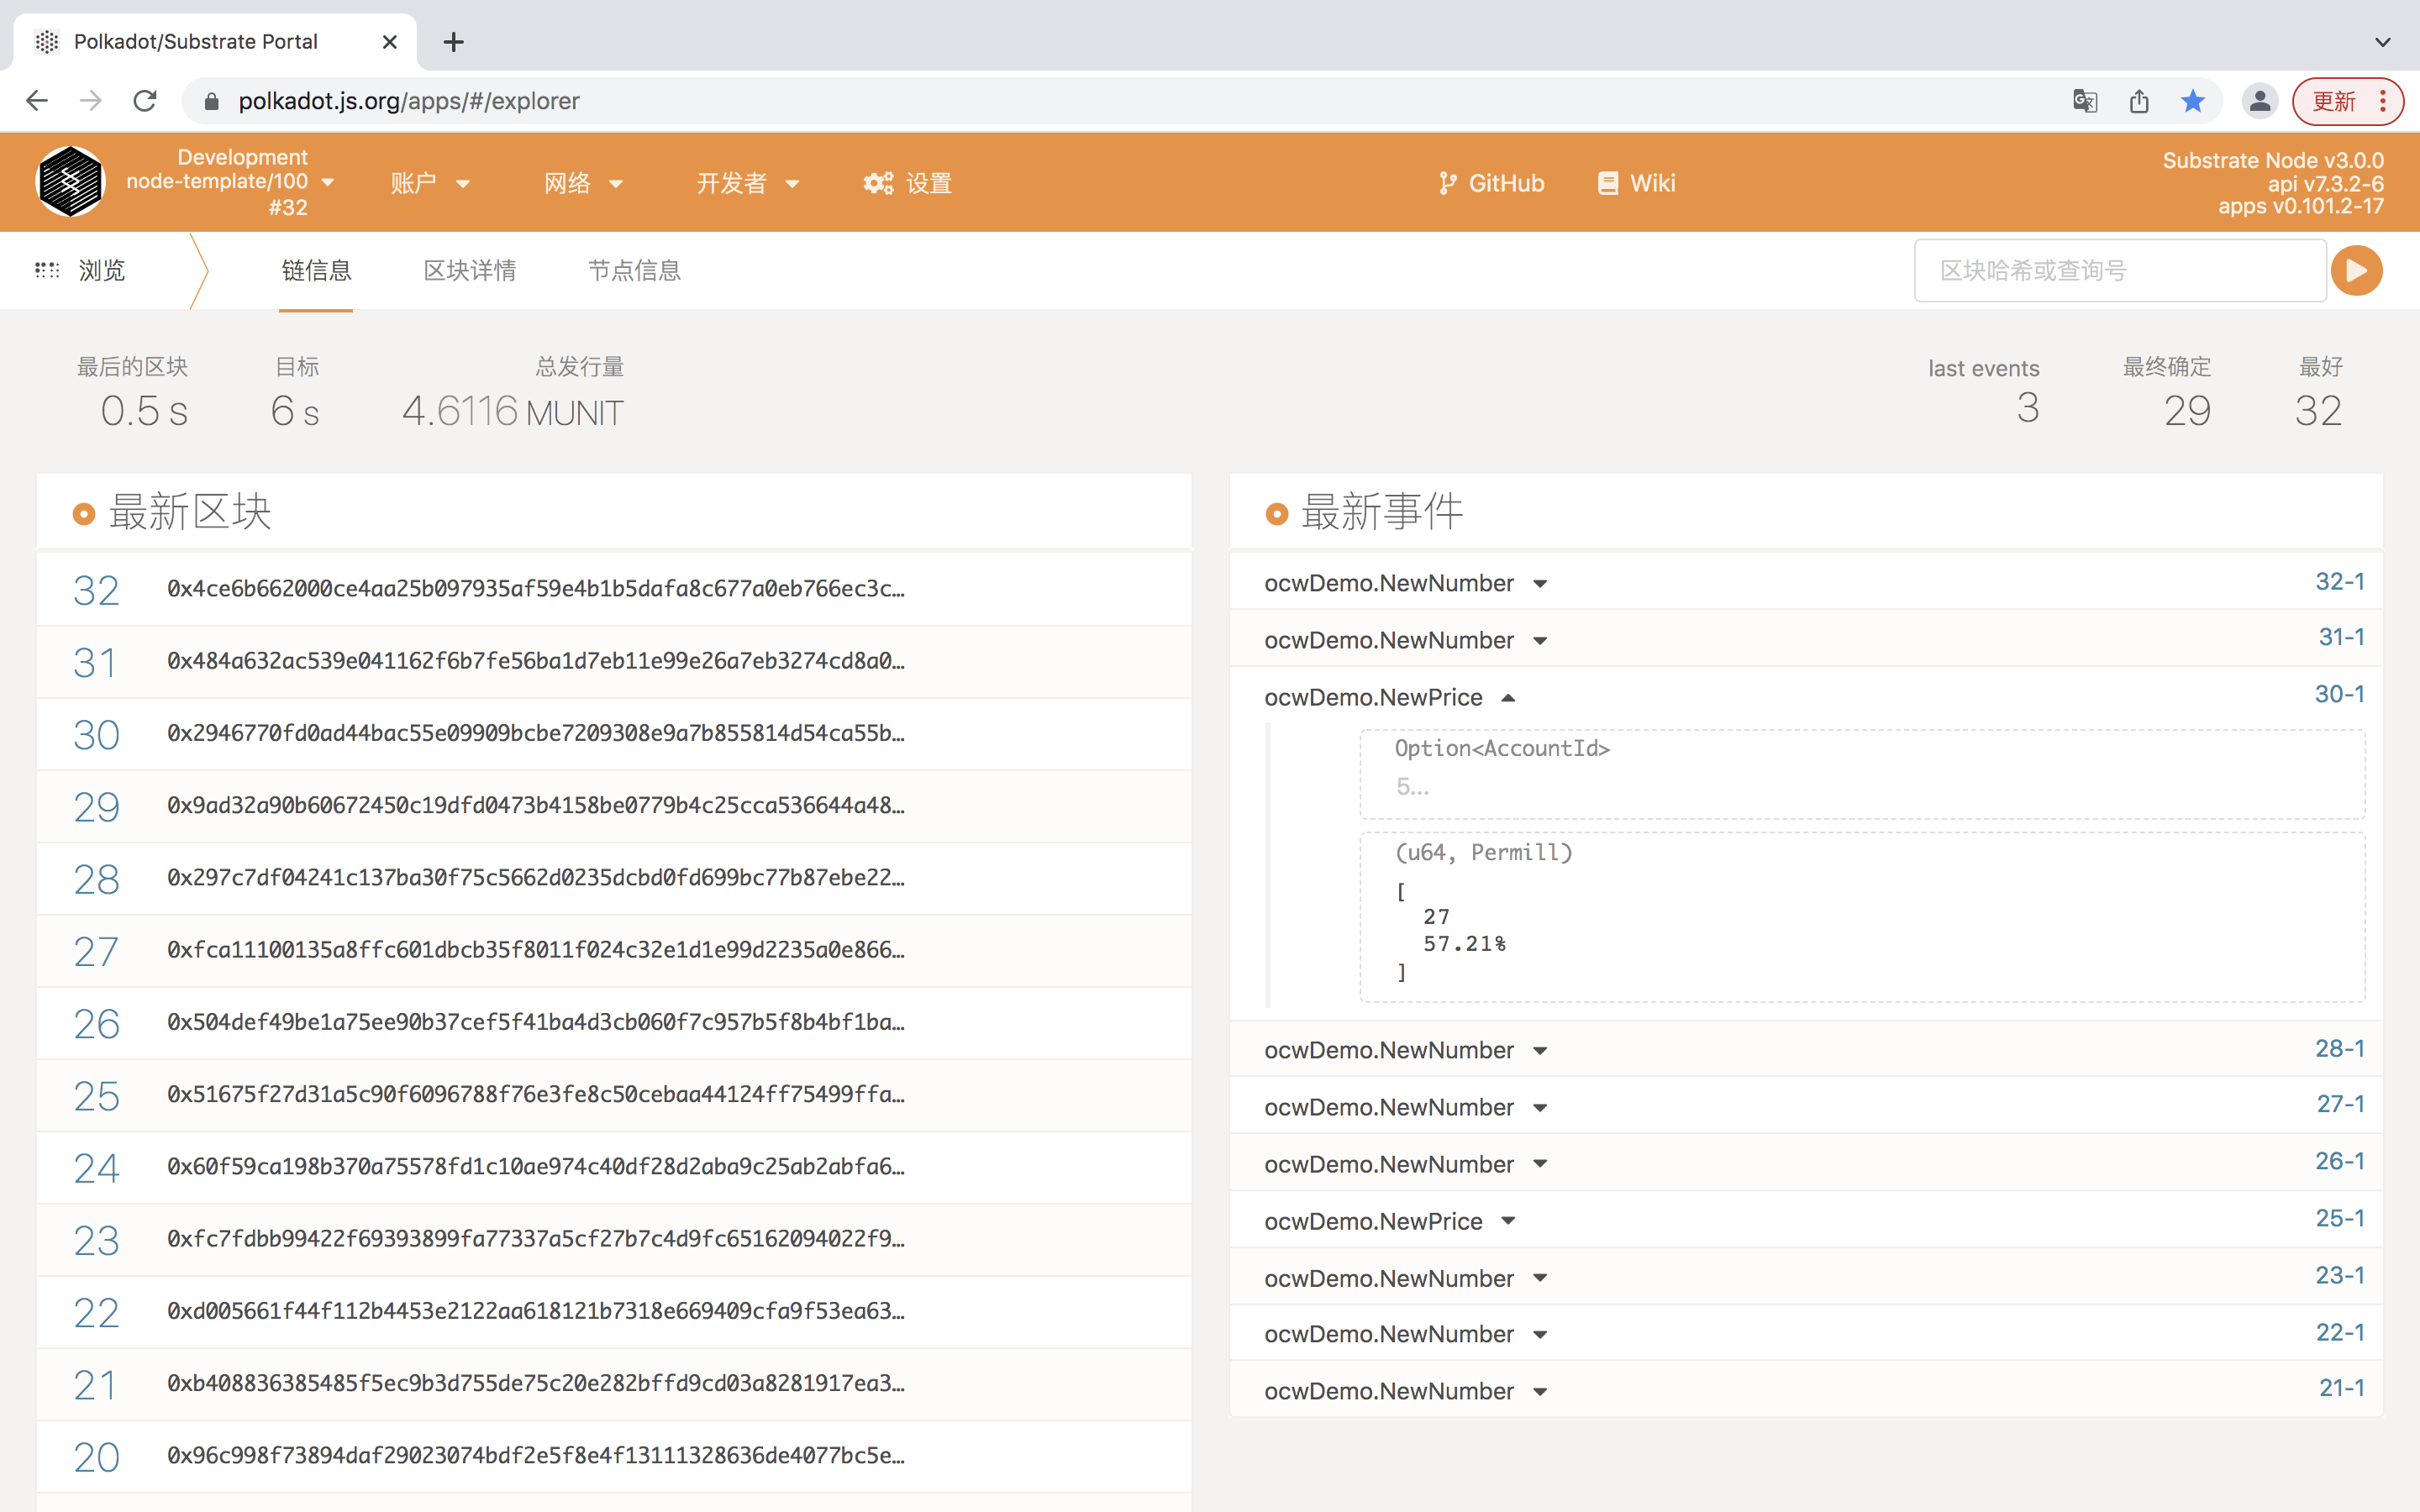 Polkadot/Substrate Portal
polkadot.js.org/apps/#/explorer
更新
Development
node-template/100
#32
账户
网络
开发者
设置
GitHub
Wiki
Substrate Node v3.0.0
api v7.3.2-6
apps v0.101.2-17
浏览
链信息
区块详情
节点信息
区块哈希或查询号
最后的区块
0.5 s
目标
6 s
总发行量
4.6116 MUNIT
last events
3
最终确定
29
最好
32
最新区块
32 0x4ce6b662000ce4aa25b097935af59e4b1b5dafa8c677a0eb766ec3c…
31 0x484a632ac539e041162f6b7fe56ba1d7eb11e99e26a7eb3274cd8a0…
30 0x2946770fd0ad44bac55e09909bcbe7209308e9a7b855814d54ca55b…
29 0x9ad32a90b60672450c19dfd0473b4158be0779b4c25cca536644a48…
28 0x297c7df04241c137ba30f75c5662d0235dcbd0fd699bc77b87ebe22…
27 0xfca11100135a8ffc601dbcb35f8011f024c32e1d1e99d2235a0e866…
26 0x504def49be1a75ee90b37cef5f41ba4d3cb060f7c957b5f8b4bf1ba…
25 0x51675f27d31a5c90f6096788f76e3fe8c50cebaa44124ff75499ffa…
24 0x60f59ca198b370a75578fd1c10ae974c40df28d2aba9c25ab2abfa6…
23 0xfc7fdbb99422f69393899fa77337a5cf27b7c4d9fc65162094022f9…
22 0xd005661f44f112b4453e2122aa618121b7318e669409cfa9f53ea63…
21 0xb408836385485f5ec9b3d755de75c20e282bffd9cd03a8281917ea3…
20 0x96c998f73894daf29023074bdf2e5f8e4f13111328636de4077bc5e…
最新事件
ocwDemo.NewNumber 32-1
ocwDemo.NewNumber 31-1
ocwDemo.NewPrice 30-1
Option<AccountId>
5...
(u64, Permill)
[
27
57.21%
]
ocwDemo.NewNumber 28-1
ocwDemo.NewNumber 27-1
ocwDemo.NewNumber 26-1
ocwDemo.NewPrice 25-1
ocwDemo.NewNumber 23-1
ocwDemo.NewNumber 22-1
ocwDemo.NewNumber 21-1